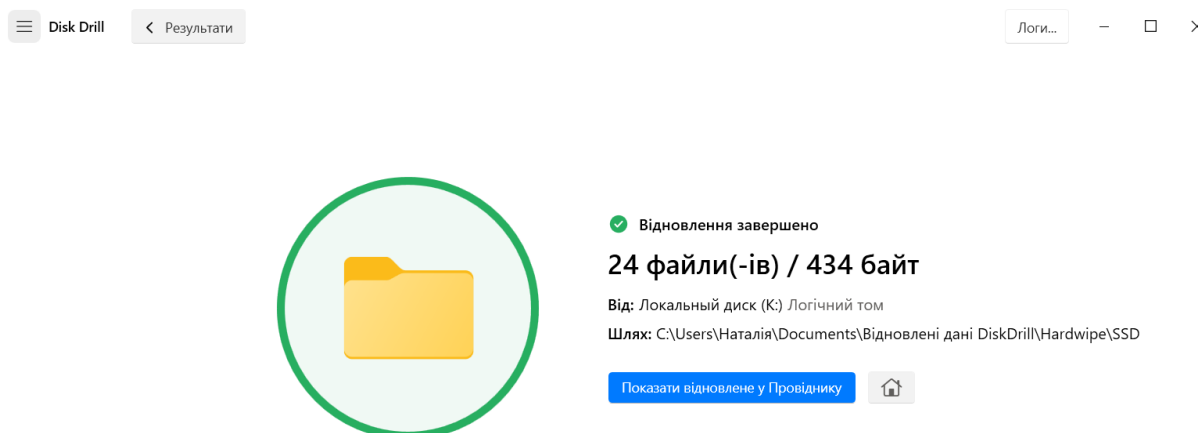 Disk Drill
Результати
Логи...
Відновлення завершено
24 файли(-ів) / 434 байт
Від: Локальный диск (K:) Логічний том
Шлях: C:\Users\Наталія\Documents\Відновлені дані DiskDrill\Hardwipe\SSD
Показати відновлене у Провіднику